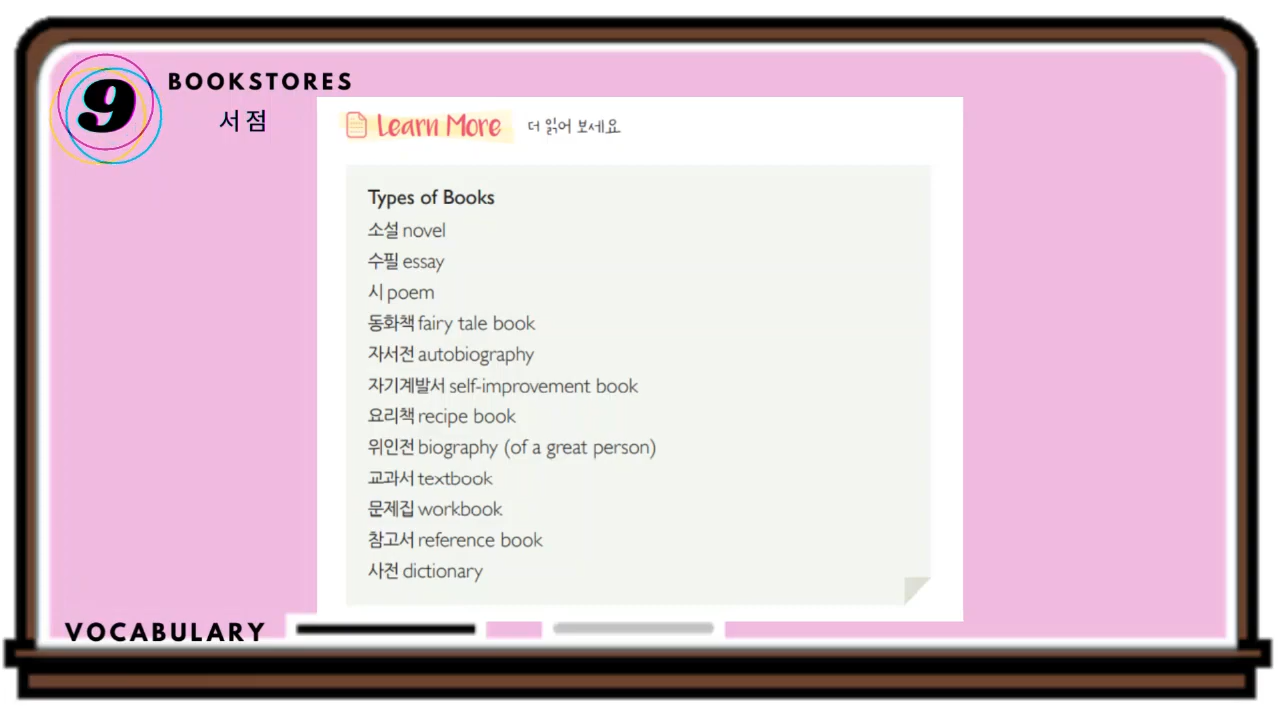 9
BOOKSTORES
서점
Learn More 더 읽어 보세요
Types of Books
소설 novel
수필 essay
시 poem
동화책 fairy tale book
자서전 autobiography
자기계발서 self-improvement book
요리책 recipe book
위인전 biography (of a great person)
교과서 textbook
문제집 workbook
참고서 reference book
사전 dictionary
VOCABULARY